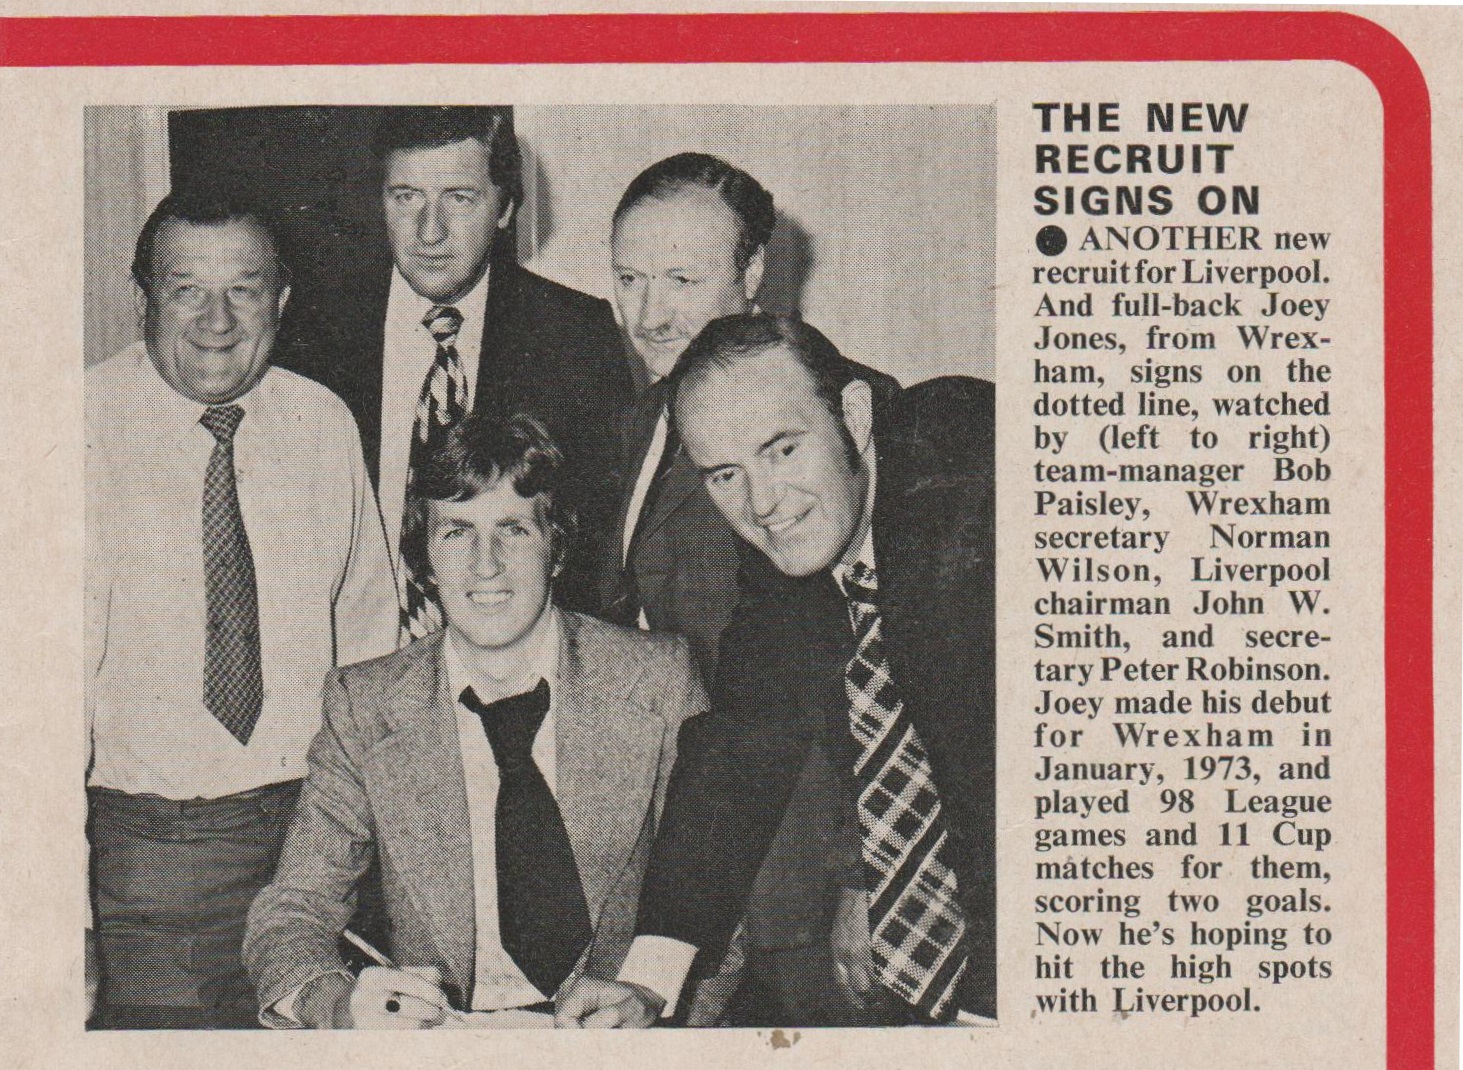 THE NEW
RECRUIT
SIGNS ON
● ANOTHER new
recruit for Liverpool.
And full-back Joey
Jones, from Wrex-
ham, signs on the
dotted line, watched
by (left to right)
team-manager Bob
Paisley, Wrexham
secretary Norman
Wilson, Liverpool
chairman John W.
Smith, and secre-
tary Peter Robinson.
Joey made his debut
for Wrexham in
January, 1973, and
played 98 League
games and 11 Cup
matches for them,
scoring two goals.
Now he's hoping to
hit the high spots
with Liverpool.